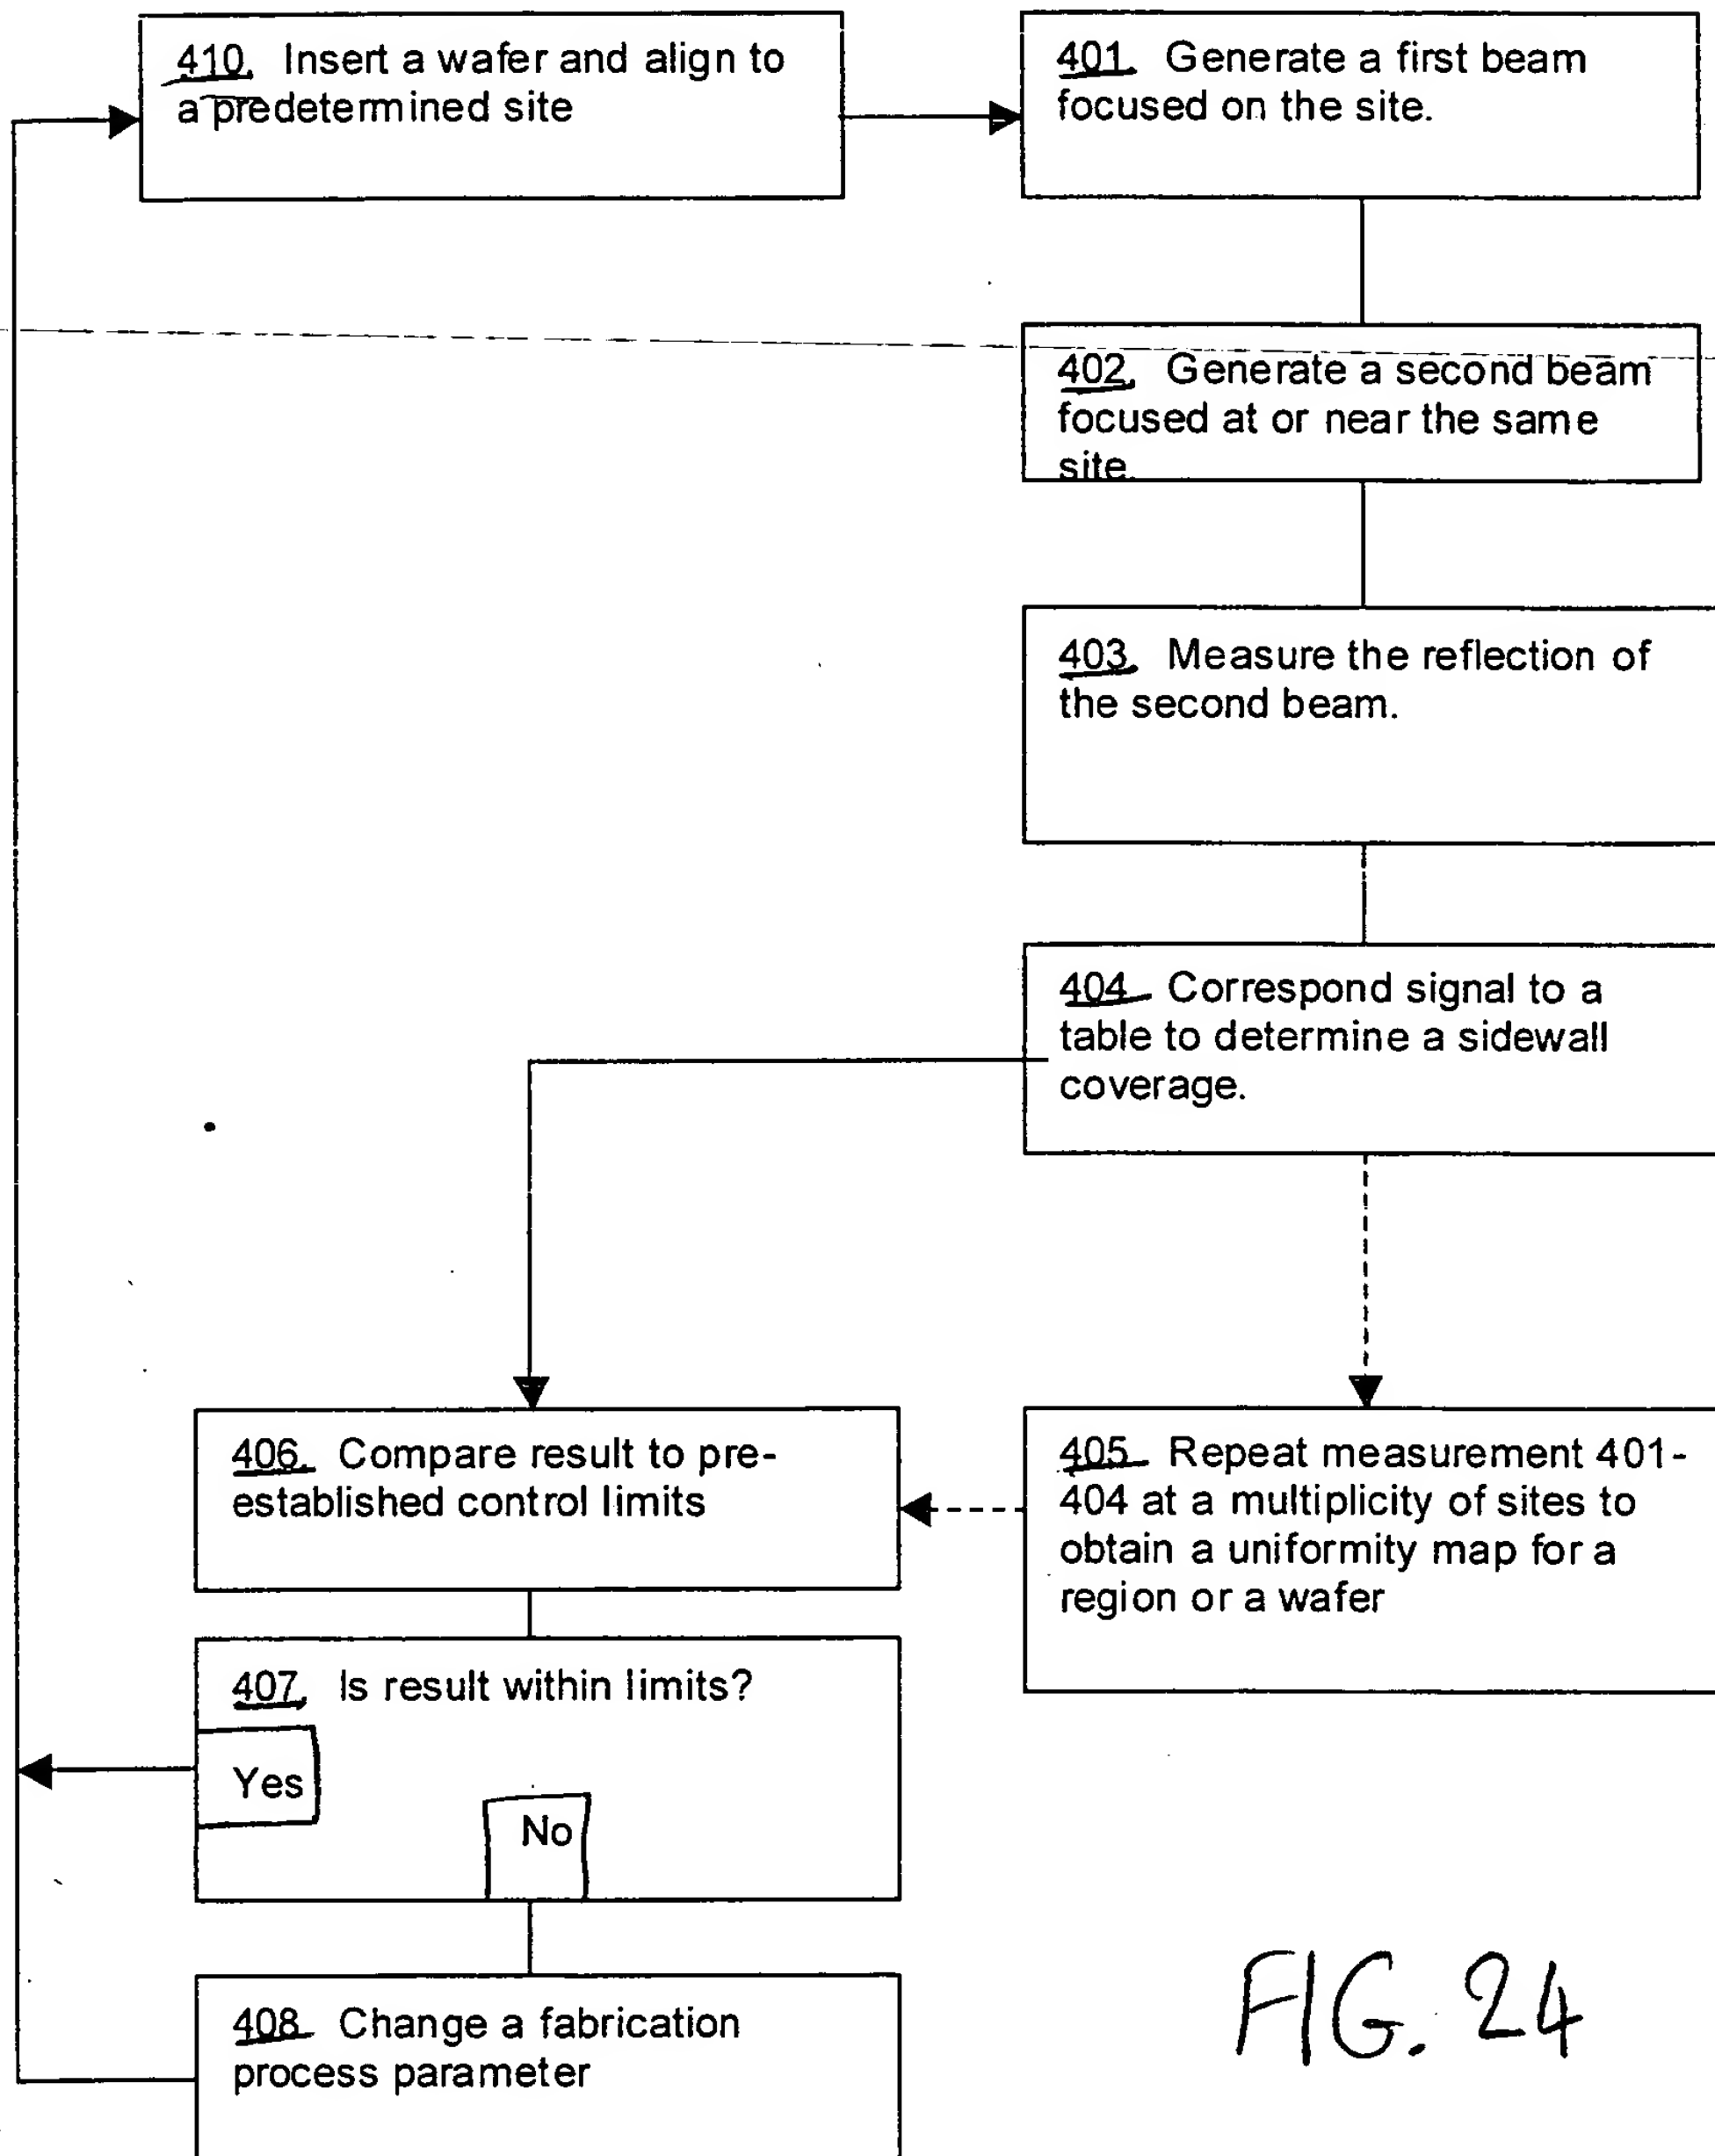 410. Insert a wafer and align to
a predetermined site
401. Generate a first beam
focused on the site.
402. Generate a second beam
focused at or near the same
site.
403. Measure the reflection of
the second beam.
404. Correspond signal to a
table to determine a sidewall
coverage.
406. Compare result to pre-
established control limits
405. Repeat measurement 401-
404 at a multiplicity of sites to
obtain a uniformity map for a
region or a wafer
407. Is result within limits?
Yes
No
408. Change a fabrication
process parameter
FIG. 24